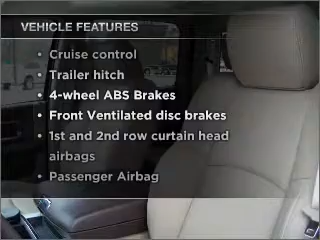 VEHICLE FEATURES
• Cruise control
• Trailer hitch
• 4-wheel ABS Brakes
• Front Ventilated disc brakes
• 1st and 2nd row curtain head
airbags
• Passenger Airbag